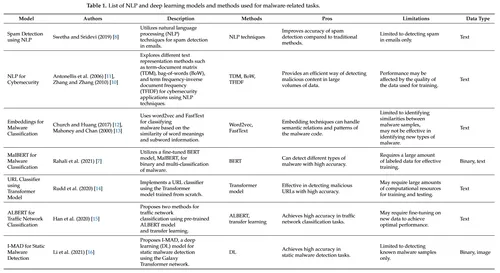 Table 1. List of NLP and deep learning models and methods used for malware-related tasks.
Model Authors Description Methods Pros Limitations Data Type
Spam Detection
using NLP
Swetha and Sridevi (2019) [8]
Utilizes natural language
processing (NLP)
techniques for spam
detection in emails.
NLP techniques
Improves accuracy of spam
detection compared to traditional
methods.
Limited to detecting spam
in emails only.
Text
NLP for
Cybersecurity
Antonellis et al. (2006) [11],
Zhang and Zhang (2010) [10]
Explores different text
representation methods such
as term-document matrix
(TDM), bag-of-words (BoW),
and term frequency-inverse
document frequency
(TFIDF) for cybersecurity
applications using NLP
techniques.
TDM, BoW,
TFIDF
Provides an efficient way of detecting
malicious content in large
volumes of data.
Performance may be
affected by the quality of
the data used for training.
Text
Embeddings for
Malware
Classification
Church and Huang (2017) [12],
Mahoney and Chan (2000) [13]
Uses word2vec and FastText
for classifying
malware based on the
similarity of word meanings
and subword information.
Word2vec,
FastText
Embedding techniques can handle
semantic relations and patterns of
the malware code.
Limited to identifying
similarities between
malware samples,
may not be effective in
identifying new types of
malware.
Text
MalBERT for
Malware
Classification
Rahali et al. (2021) [7]
Utilizes a fine-tuned BERT
model, MalBERT, for
binary and multi-classification
of malware.
BERT
Can detect different types of
malware with high accuracy.
Requires a large amount
of labeled data for effective
training.
Binary, text
URL Classifier
using
Transformer
Model
Rudd et al. (2020) [14]
Implements a URL classifier
using the Transformer
model trained from scratch.
Transformer
model
Effective in detecting malicious
URLs with high accuracy.
May require large amounts
of computational resources
for training and testing.
Text
ALBERT for
Traffic Network
Classification
Han et al. (2020) [15]
Proposes two methods for
traffic network
classification using pre-trained
ALBERT model
and transfer learning.
ALBERT,
transfer learning
Achieves high accuracy in traffic
network classification tasks.
May require fine-tuning on
new data to achieve
optimal performance.
Text
I-MAD for Static
Malware
Detection
Li et al. (2021) [16]
Proposes I-MAD, a deep
learning (DL) model for
static malware detection
using the Galaxy
Transformer network.
DL
Achieves high accuracy in
static malware detection tasks.
Limited to detecting
known malware samples
only.
Binary, image